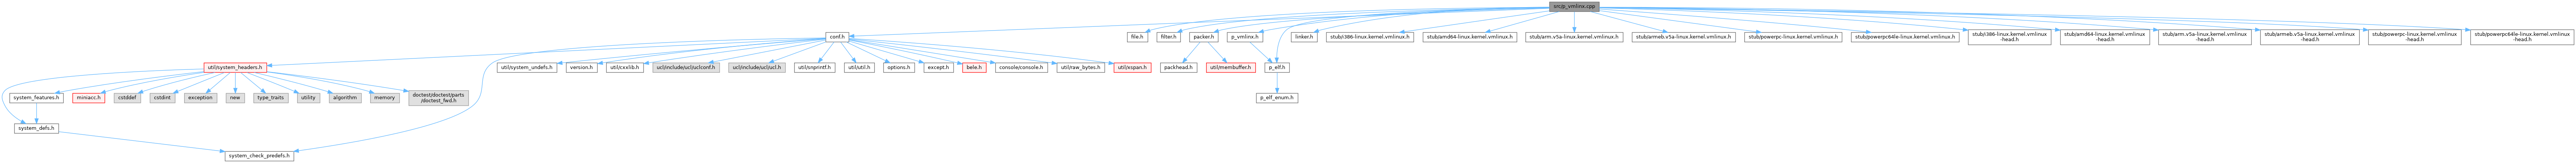 src/p_vmlinx.cpp
conf.h
file.h
filter.h
packer.h
p_vmlinx.h
linker.h
stub/i386-linux.kernel.vmlinux.h
stub/amd64-linux.kernel.vmlinux.h
stub/arm.v5a-linux.kernel.vmlinux.h
stub/armeb.v5a-linux.kernel.vmlinux.h
stub/powerpc-linux.kernel.vmlinux.h
stub/powerpc64le-linux.kernel.vmlinux.h
stub/i386-linux.kernel.vmlinux
-head.h
stub/amd64-linux.kernel.vmlinux
-head.h
stub/arm.v5a-linux.kernel.vmlinux
-head.h
stub/armeb.v5a-linux.kernel.vmlinux
-head.h
stub/powerpc-linux.kernel.vmlinux
-head.h
stub/powerpc64le-linux.kernel.vmlinux
-head.h
util/system_headers.h
util/system_undefs.h
version.h
util/cxxlib.h
ucl/include/ucl/uclconf.h
ucl/include/ucl/ucl.h
util/snprintf.h
util/util.h
options.h
except.h
bele.h
console/console.h
util/raw_bytes.h
util/xspan.h
packhead.h
util/membuffer.h
p_elf.h
system_features.h
miniacc.h
cstddef
cstdint
exception
new
type_traits
utility
algorithm
memory
doctest/doctest/parts
/doctest_fwd.h
p_elf_enum.h
system_defs.h
system_check_predefs.h